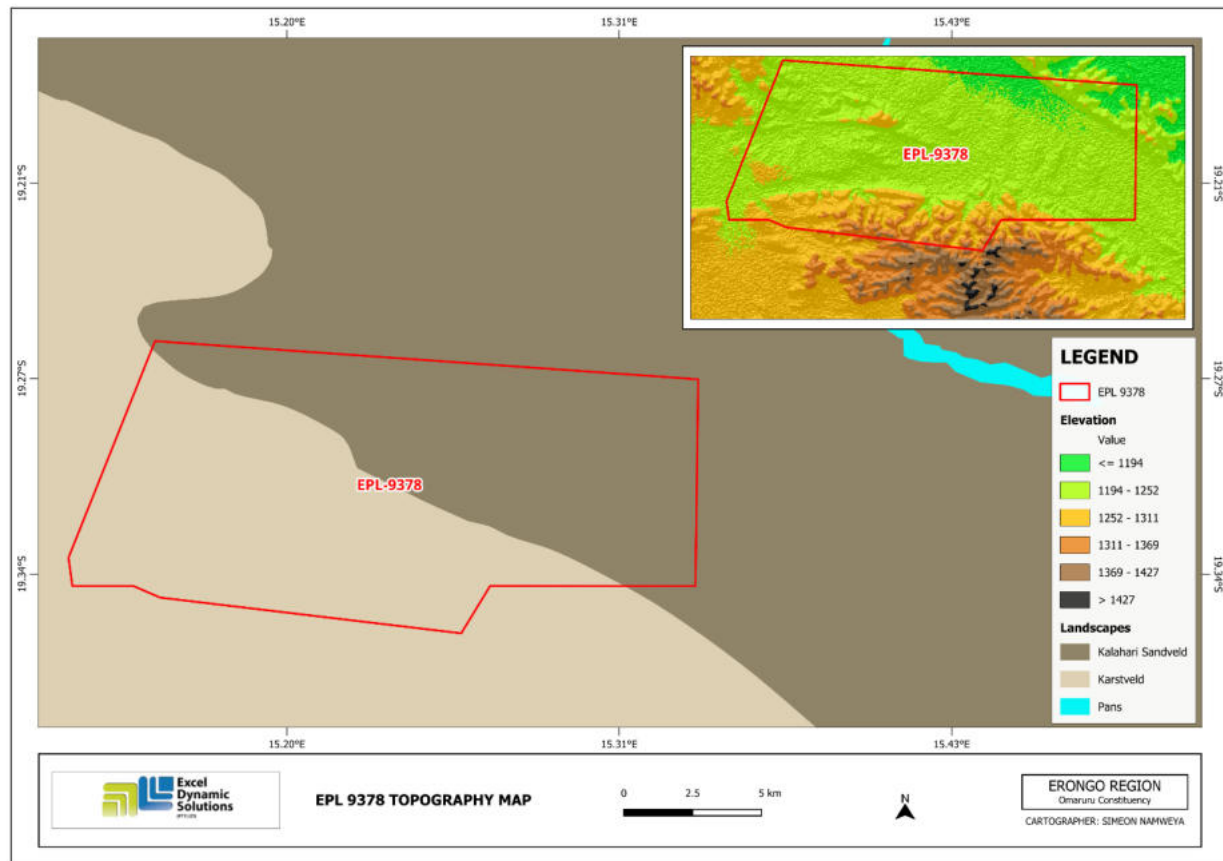 15.20°E
15.31°E
15.43°E
19.21°S
19.21°S
EPL-9378
19.27°S
19.27°S
EPL-9378
19.34°S
19.34°S
LEGEND
EPL 9378
Elevation
Value
<= 1194
1194 - 1252
1252 - 1311
1311 - 1369
1369 - 1427
> 1427
Landscapes
Kalahari Sandveld
Karstveld
Pans
15.20°E
15.31°E
15.43°E
Excel
Dynamic
Solutions
(PTY) LTD
EPL 9378 TOPOGRAPHY MAP
0 2.5 5 km
N
ERONGO REGION
Omaruru Constituency
CARTOGRAPHER: SIMEON NAMWEYA